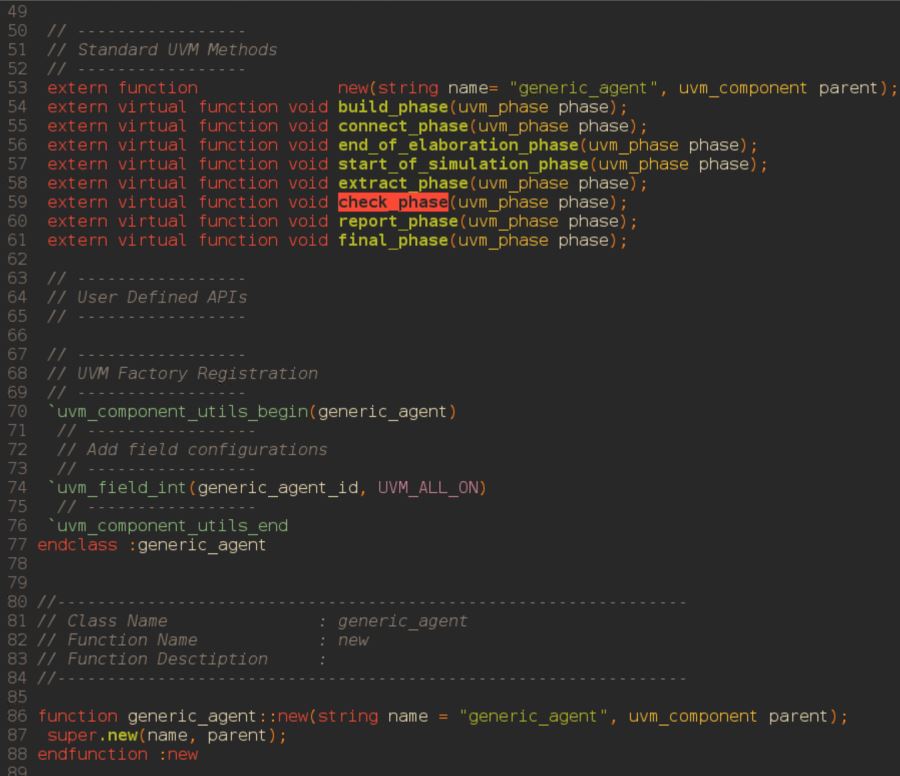 49
50 // -----------------
51 // Standard UVM Methods
52 // -----------------
53 extern function              new(string name= "generic_agent", uvm_component parent);
54 extern virtual function void build_phase(uvm_phase phase);
55 extern virtual function void connect_phase(uvm_phase phase);
56 extern virtual function void end_of_elaboration_phase(uvm_phase phase);
57 extern virtual function void start_of_simulation_phase(uvm_phase phase);
58 extern virtual function void extract_phase(uvm_phase phase);
59 extern virtual function void check_phase(uvm_phase phase);
60 extern virtual function void report_phase(uvm_phase phase);
61 extern virtual function void final_phase(uvm_phase phase);
62
63 // -----------------
64 // User Defined APIs
65 // -----------------
66
67 // -----------------
68 // UVM Factory Registration
69 // -----------------
70 `uvm_component_utils_begin(generic_agent)
71  // -----------------
72  // Add field configurations
73  // -----------------
74 `uvm_field_int(generic_agent_id, UVM_ALL_ON)
75  // -----------------
76 `uvm_component_utils_end
77 endclass :generic_agent
78
79
80 //---------------------------------------------------------------
81 // Class Name               : generic_agent
82 // Function Name            : new
83 // Function Desctiption     :
84 //---------------------------------------------------------------
85
86 function generic_agent::new(string name = "generic_agent", uvm_component parent);
87  super.new(name, parent);
88 endfunction :new
89